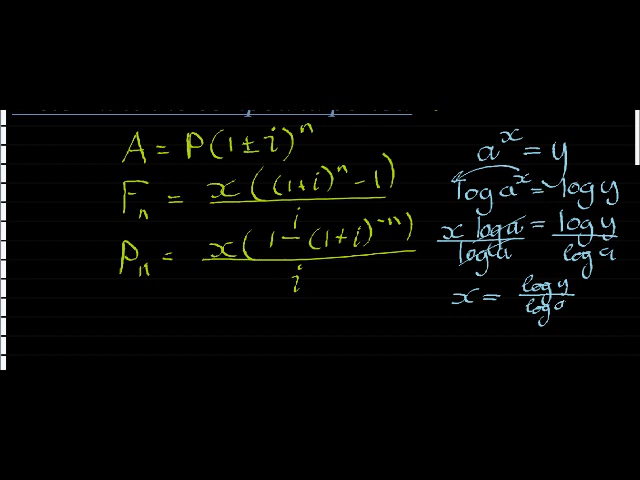 A = P(1 ± i)^n
F_n = x((1+i)^n - 1) / i
P_n = x(1 - (1+i)^-n) / i
a^x = y
log a^x = log y
x log a / log a = log y / log a
x = log y / log a